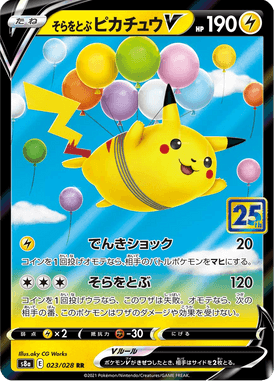 たね そらをとぶピカチュウV HP190
25th
でんきショック 20
コインを1回投げオモテなら、相手のバトルポケモンをマヒにする。
そらをとぶ 120
コインを1回投げウラなら、このワザは失敗。オモテなら、次の相手の番、このポケモンはワザのダメージや効果を受けない。
弱点 ×2 抵抗力 -30 にげる
Illus.aky CG Works
Vルール
ポケモンVがきぜつしたとき、相手はサイドを2枚とる。
s8a E 023/028 RR
©2021 Pokémon/Nintendo/Creatures/GAME FREAK.